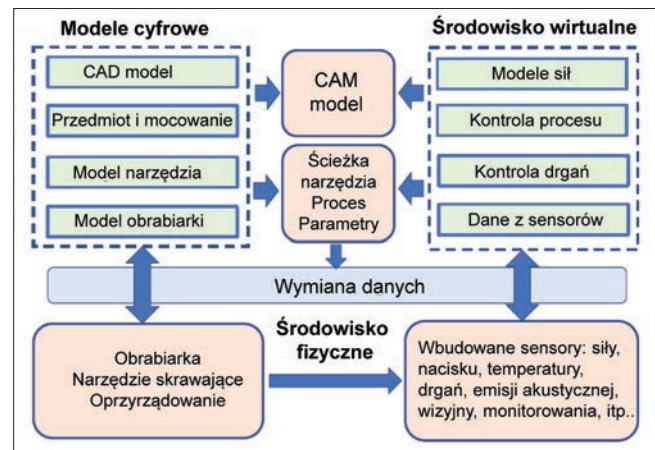 Modele cyfrowe
CAD model
Przedmiot i mocowanie
Model narzędzia
Model obrabiarki
CAM
model
Ścieżka
narzędzia
Proces
Parametry
Środowisko wirtualne
Modele sił
Kontrola procesu
Kontrola drgań
Dane z sensorów
Wymiana danych
Obrabiarka
Narzędzie skrawające
Oprzyrządowanie
Środowisko
fizyczne
Wbudowane sensory: siły,
nacisku, temperatury,
drgań, emisji akustycznej,
wizyjny, monitorowania, itp..